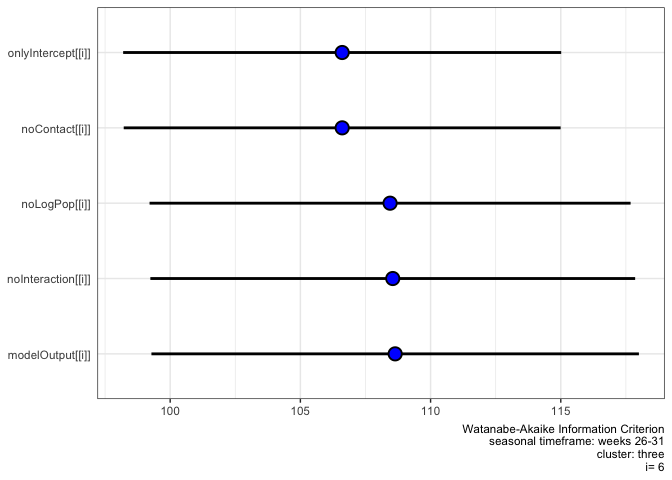 onlyIntercept[[i]]
noContact[[i]]
noLogPop[[i]]
noInteraction[[i]]
modelOutput[[i]]
100 105 110 115
Watanabe-Akaike Information Criterion
seasonal timeframe: weeks 26-31
cluster: three
i= 6